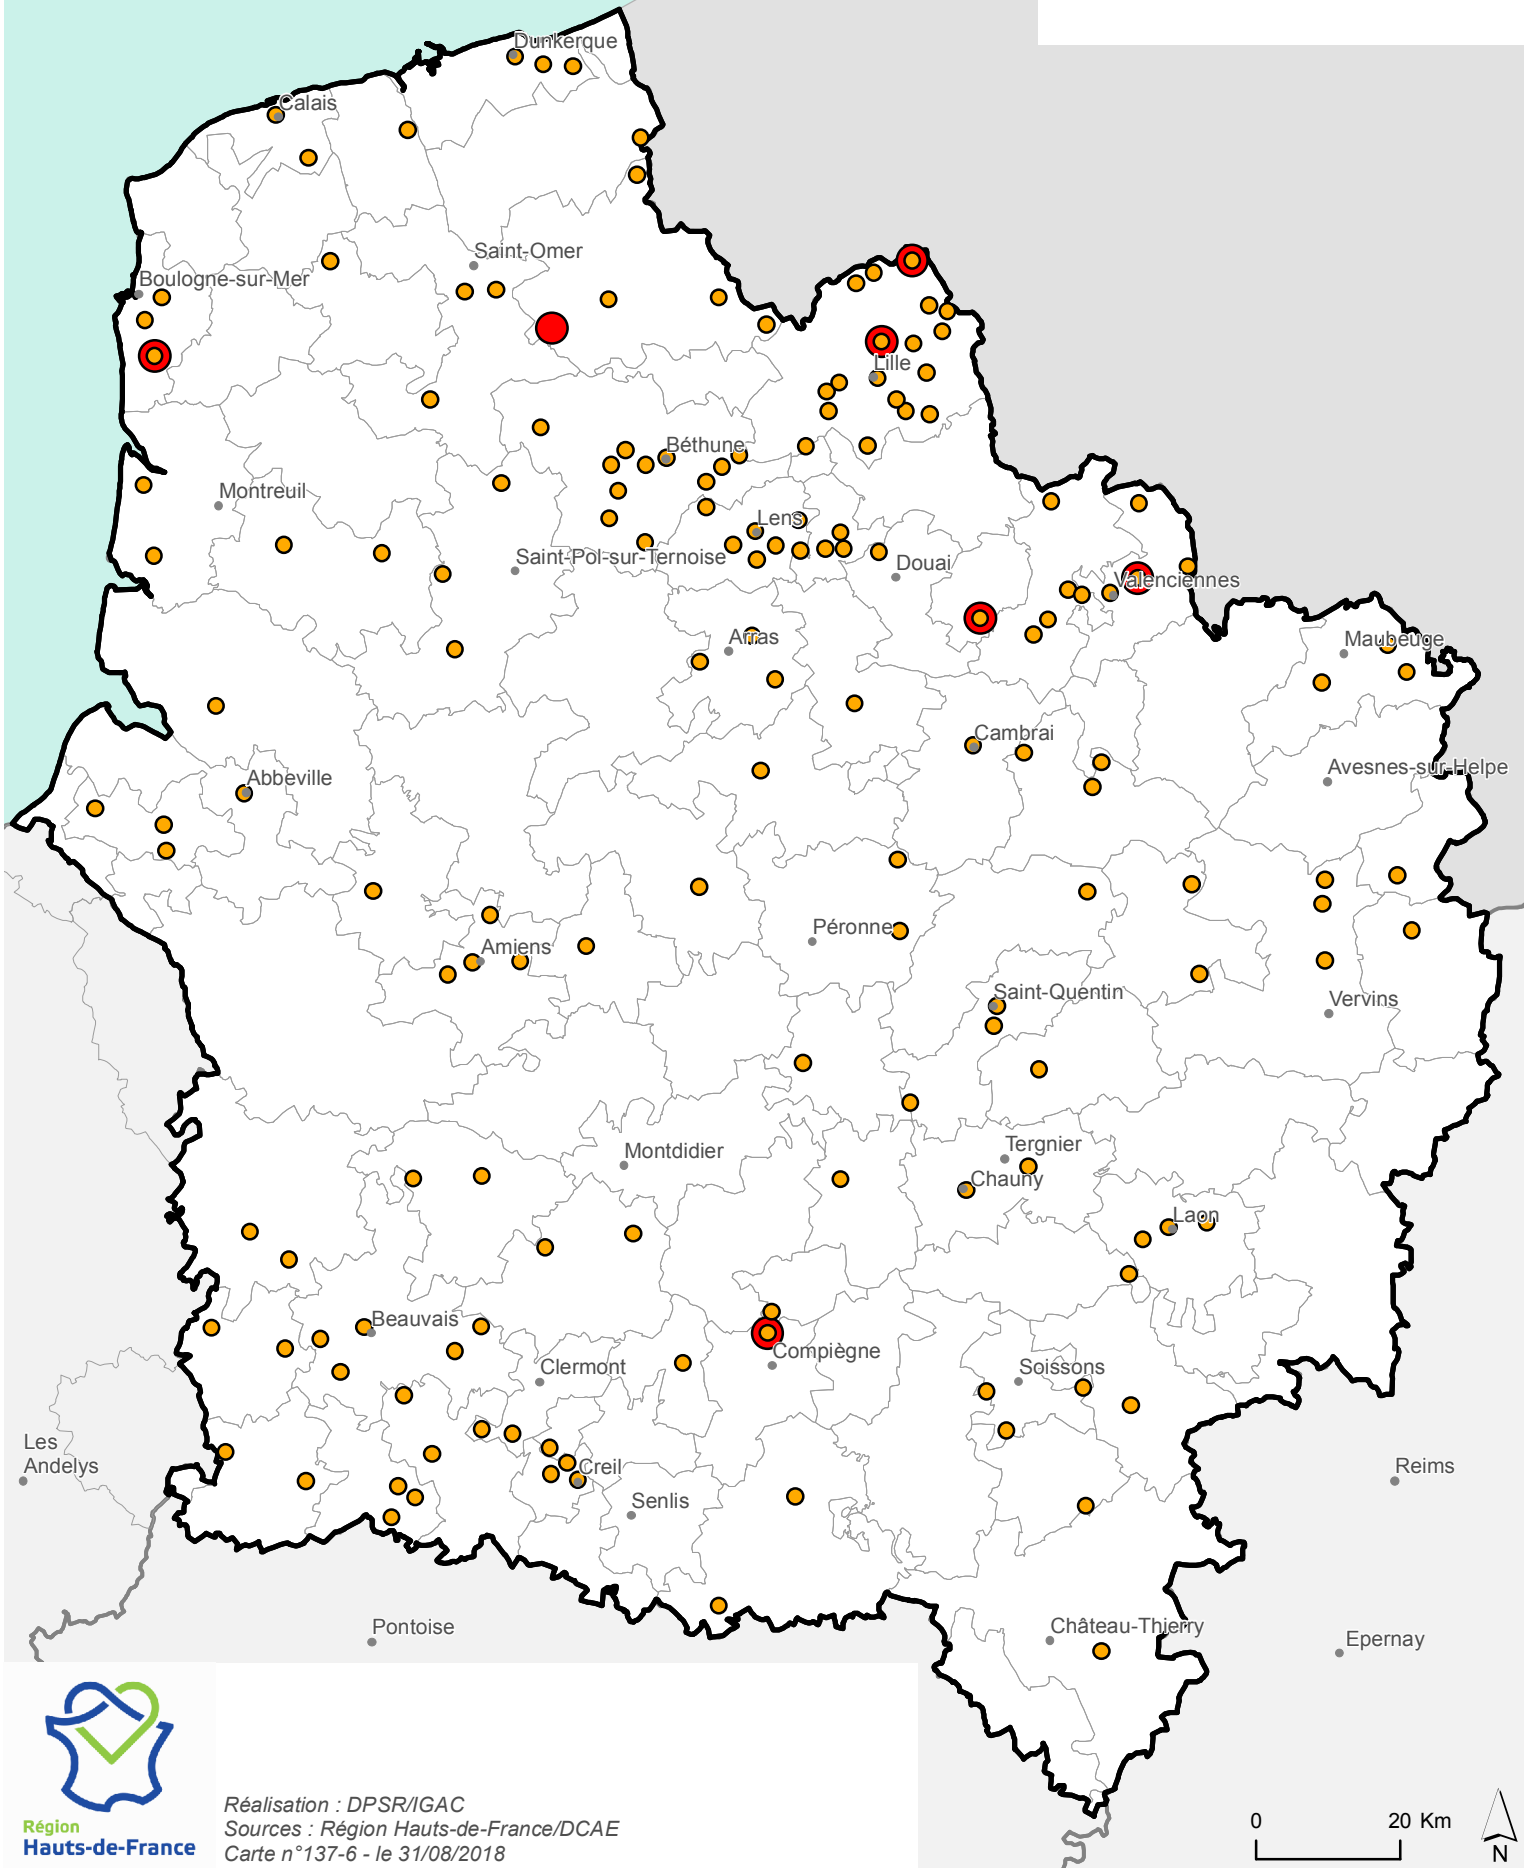 Dunkerque
Calais
Saint-Omer
Boulogne-sur-Mer
Lille
Béthune
Montreuil
Lens
Saint-Pol-sur-Ternoise
Douai
Valenciennes
Arras
Maubeuge
Cambrai
Avesnes-sur-Helpe
Abbeville
Péronne
Amiens
Saint-Quentin
Vervins
Montdidier
Tergnier
Chauny
Laon
Beauvais
Compiègne
Clermont
Soissons
Les
Andelys
Creil
Reims
Senlis
Pontoise
Château-Thierry
Epernay
Région
Hauts-de-France
Réalisation : DPSR/IGAC
Sources : Région Hauts-de-France/DCAE
Carte n°137-6 - le 31/08/2018
0 20 Km
N